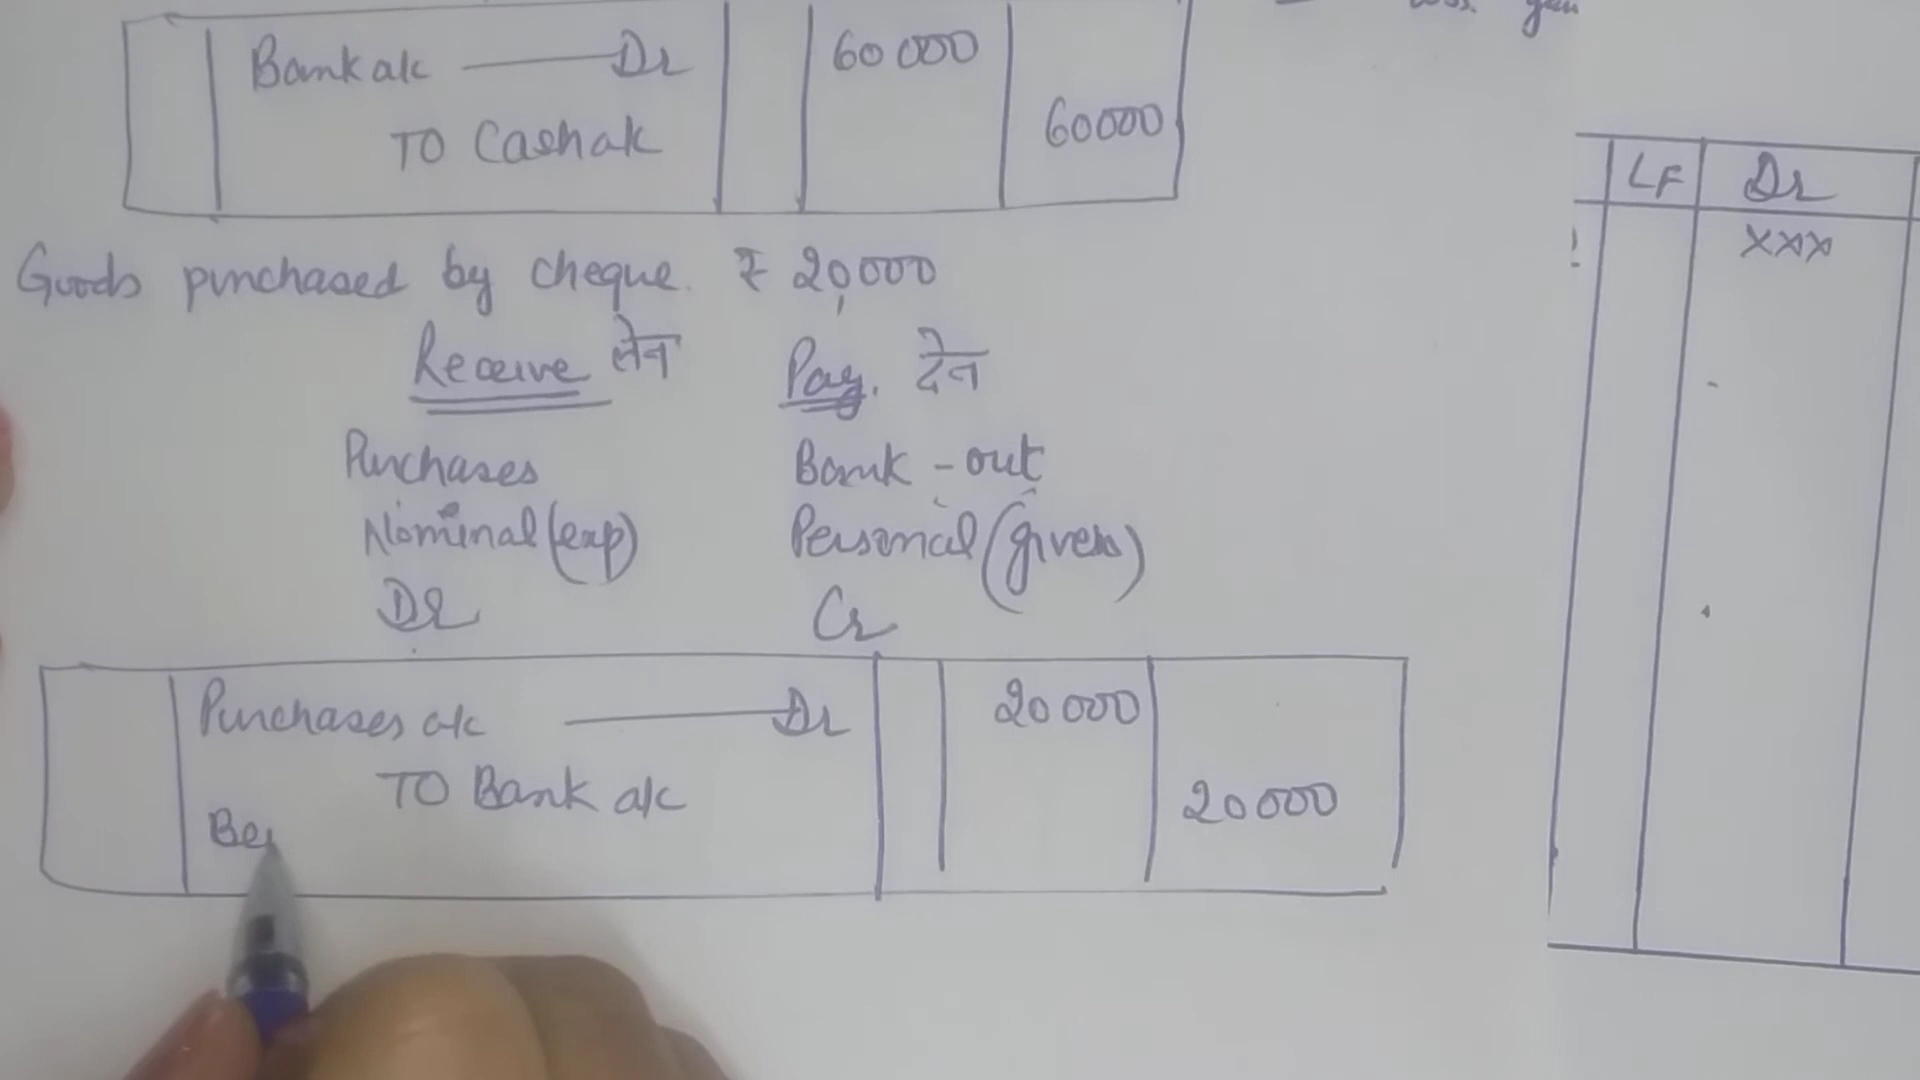 Bank a/c ——— Dr 60000
TO Cash a/c 60000
Goods purchased by cheque. ₹ 20,000
Receive लेन Pay. देन
Purchases Bank - out
Nominal (exp) Personal (giver)
Dr Cr
Purchases a/c ——— Dr 20000
TO Bank a/c 20000
Be
LF Dr
xxx